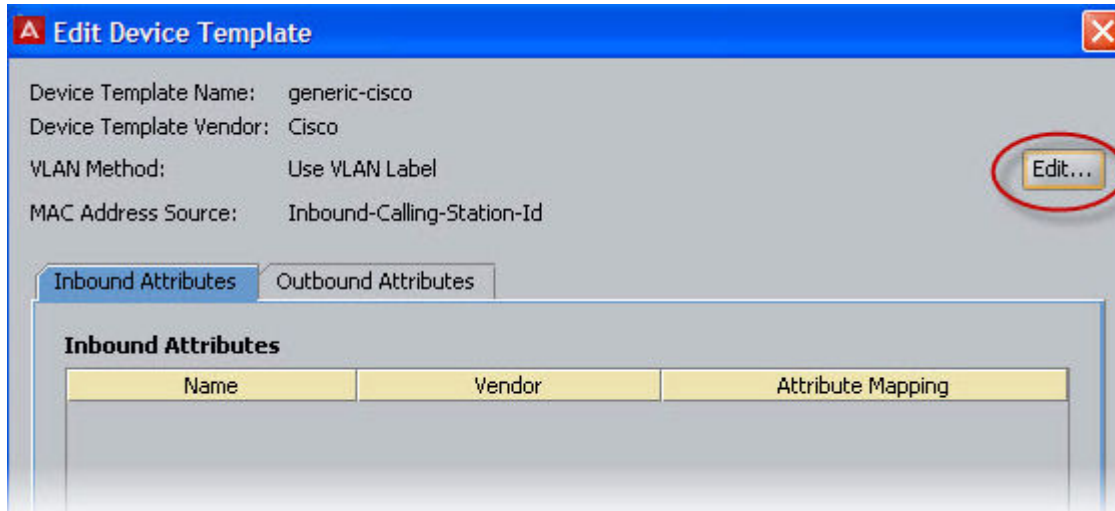 Edit Device Template
Device Template Name: generic-cisco
Device Template Vendor: Cisco
VLAN Method: Use VLAN Label
Edit...
MAC Address Source: Inbound-Calling-Station-Id
Inbound Attributes Outbound Attributes
Inbound Attributes
Name Vendor Attribute Mapping